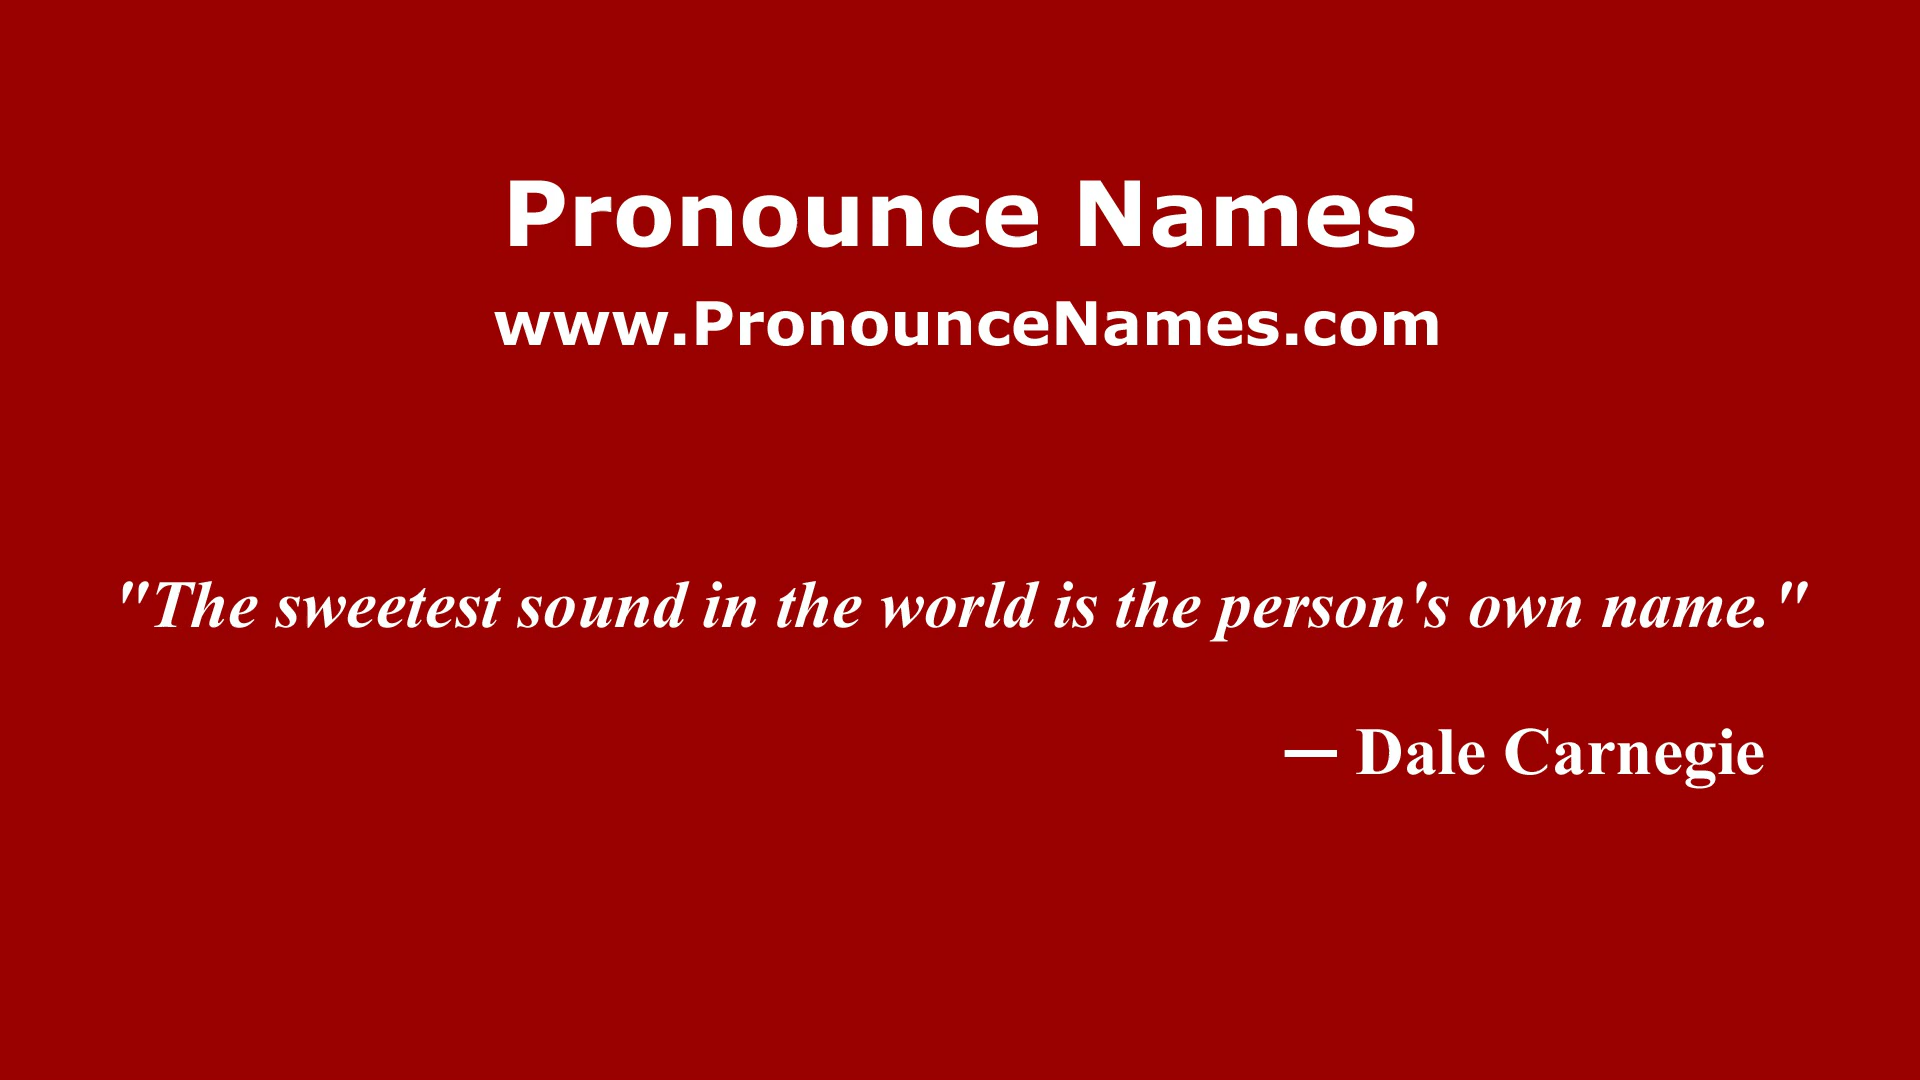 Pronounce Names
www.PronounceNames.com
"The sweetest sound in the world is the person's own name."
— Dale Carnegie